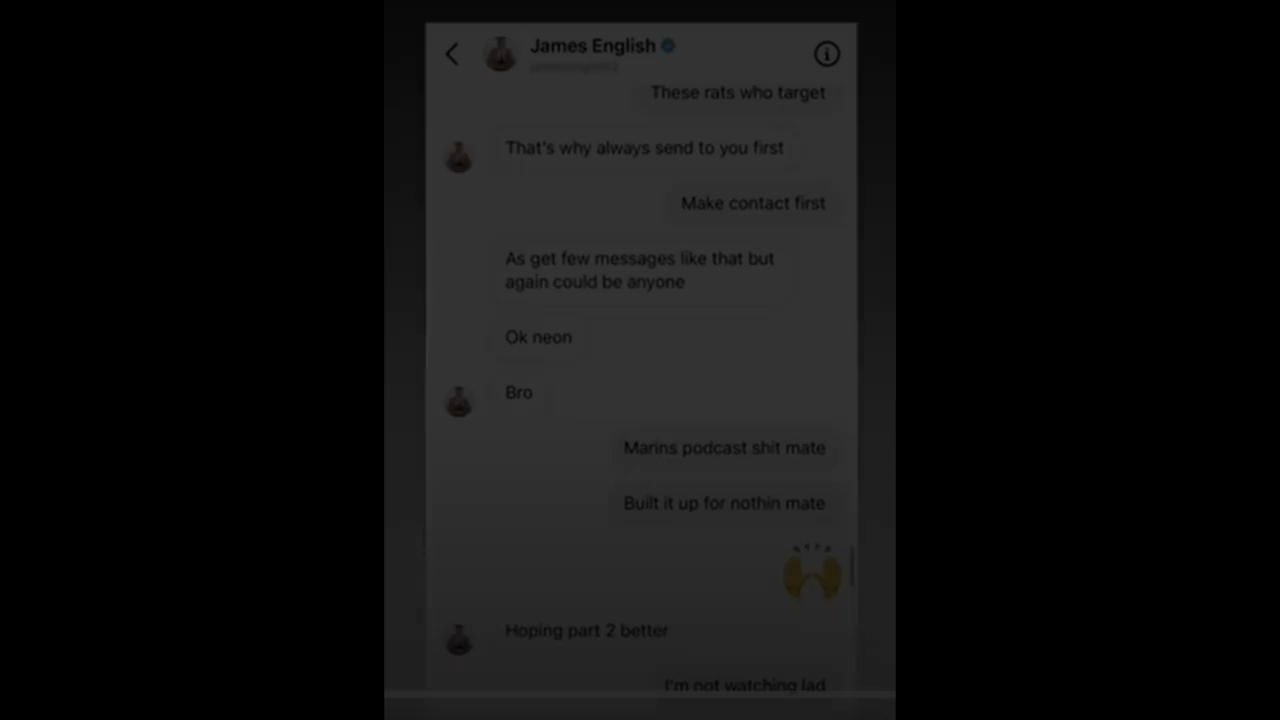 James English
These rats who target
That's why always send to you first
Make contact first
As get few messages like that but
again could be anyone
Ok neon
Bro
Marins podcast shit mate
Built it up for nothin mate
Hoping part 2 better
I'm not watching lad